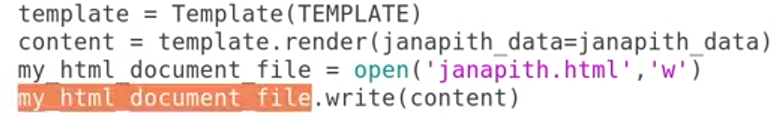 template = Template(TEMPLATE)
content = template.render(janapith_data=janapith_data)
my_html_document_file = open('janapith.html','w')
my_html_document_file.write(content)